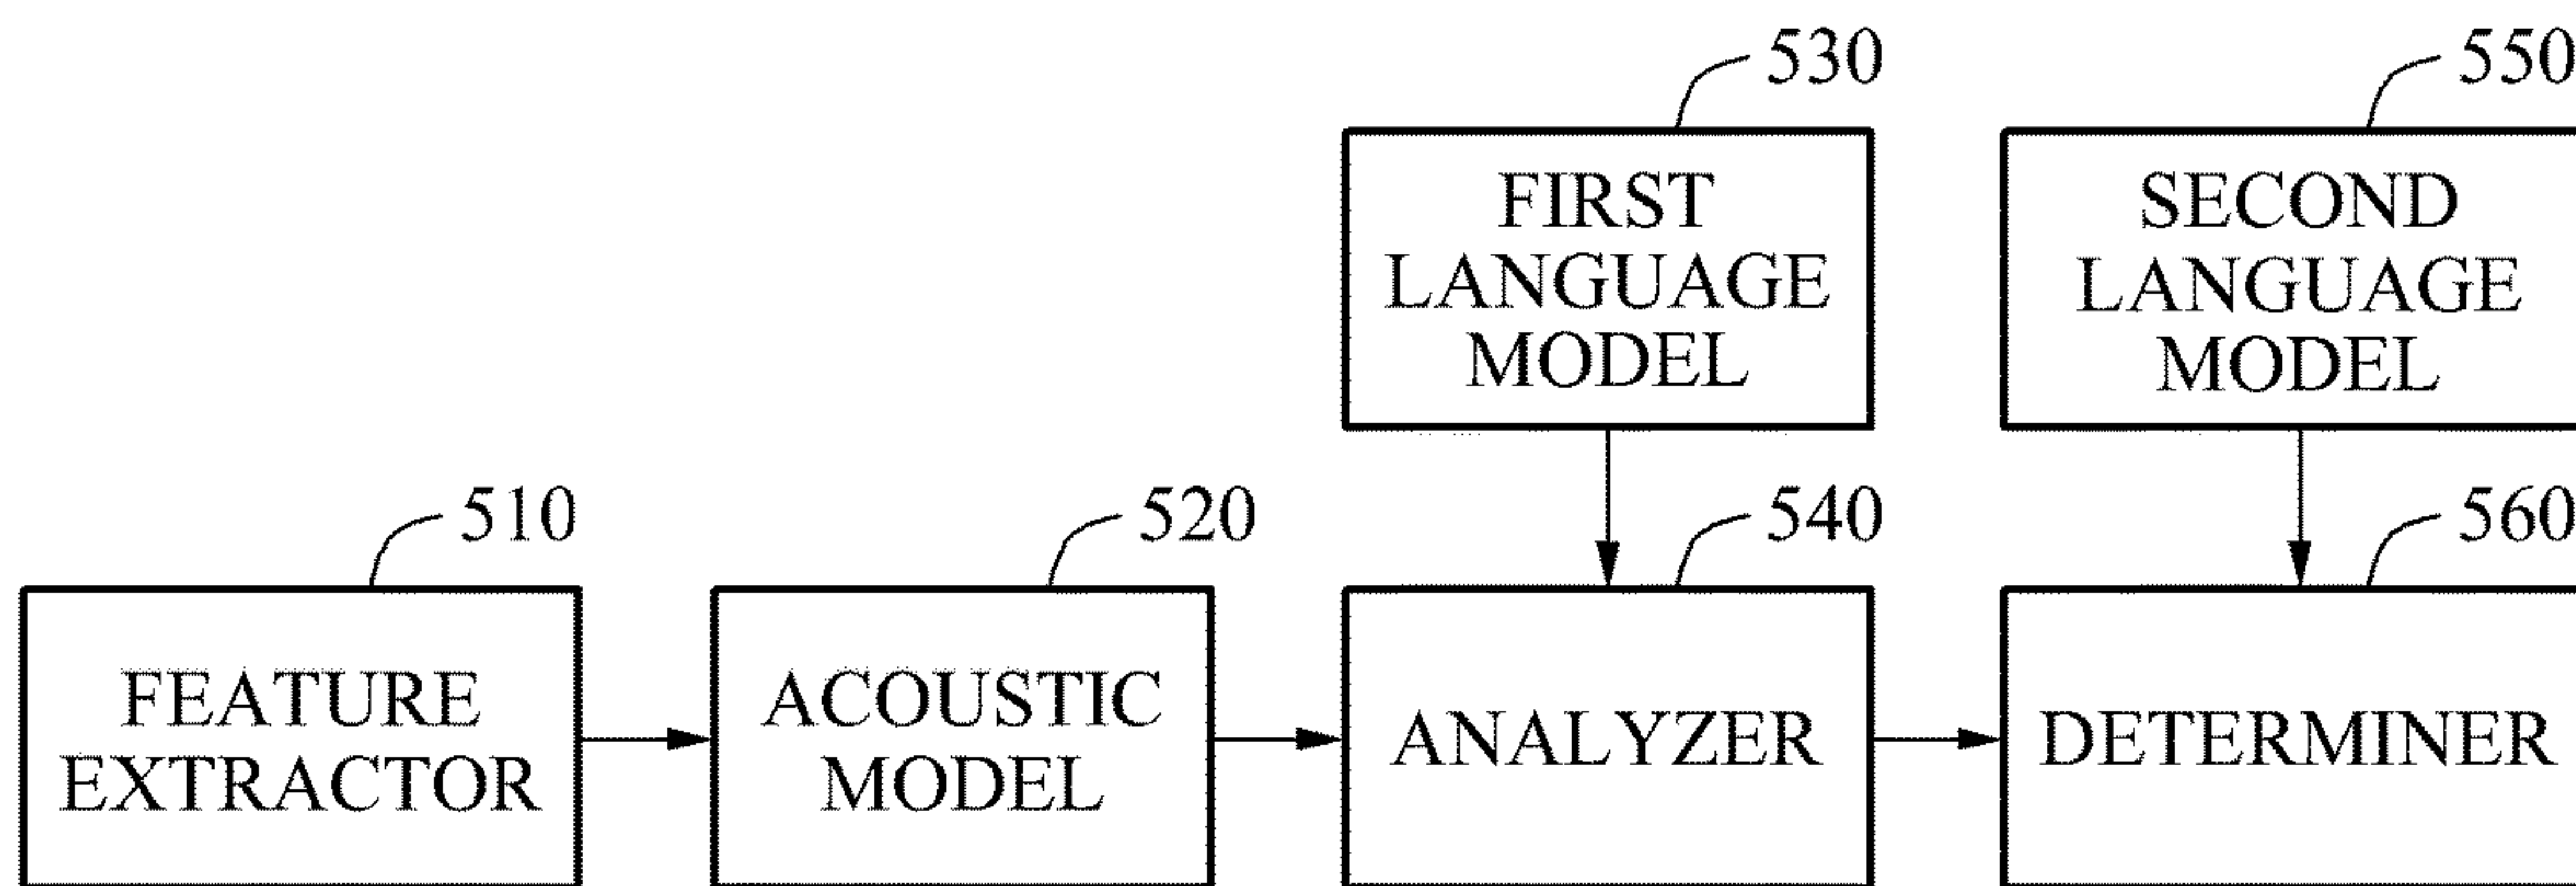 530
550
FIRST
LANGUAGE
MODEL
SECOND
LANGUAGE
MODEL
510
520
540
560
FEATURE
EXTRACTOR
ACOUSTIC
MODEL
ANALYZER
DETERMINER